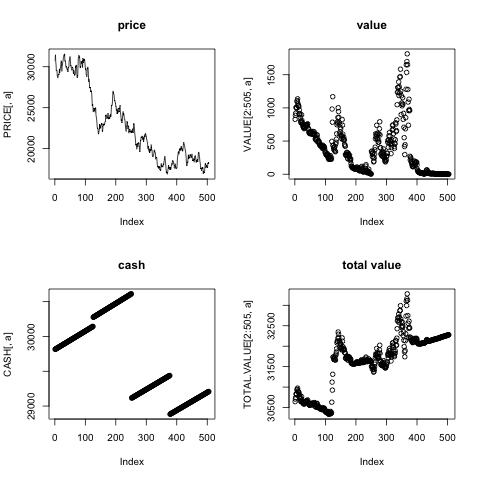 price
PRICE[, a]
30000
25000
20000
0 100 200 300 400 500
Index
value
VALUE[2:505, a]
1500
1000
500
0
0 100 200 300 400 500
Index
cash
CASH[, a]
30000
29000
0 100 200 300 400 500
Index
total value
TOTAL.VALUE[2:505, a]
32500
31500
30500
0 100 200 300 400 500
Index